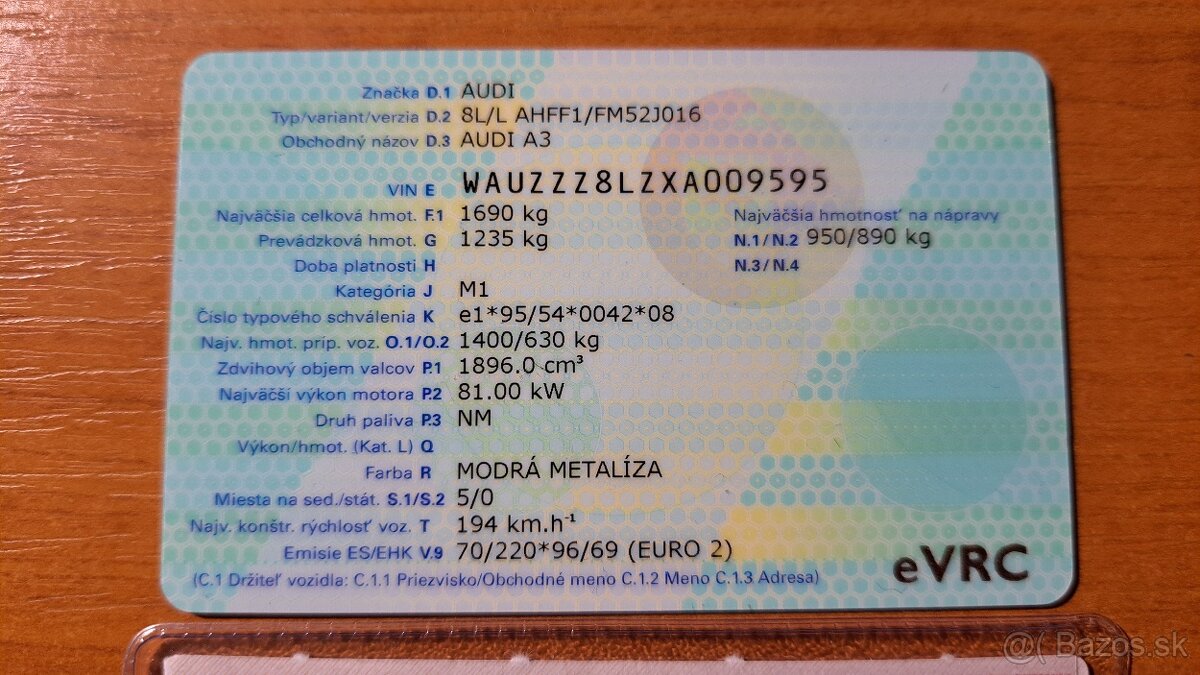 Značka D.1 AUDI
Typ/variant/verzia D.2 8L/L AHFF1/FM52J016
Obchodný názov D.3 AUDI A3
VIN E WAUZZZ8LZXA009595
Najväčšia celková hmot. F.1 1690 kg Najväčšia hmotnosť na nápravy
Prevádzková hmot. G 1235 kg N.1/N.2 950/890 kg
Doba platnosti H N.3/N.4
Kategória J M1
Číslo typového schválenia K e1*95/54*0042*08
Najv. hmot. príp. voz. O.1/O.2 1400/630 kg
Zdvihový objem valcov P.1 1896.0 cm³
Najväčší výkon motora P.2 81.00 kW
Druh paliva P.3 NM
Výkon/hmot. (Kat. L) Q
Farba R MODRÁ METALÍZA
Miesta na sed./stát. S.1/S.2 5/0
Najv. konštr. rýchlosť voz. T 194 km.h⁻¹
Emisie ES/EHK V.9 70/220*96/69 (EURO 2)
(C.1 Držiteľ vozidla: C.1.1 Priezvisko/Obchodné meno C.1.2 Meno C.1.3 Adresa)
eVRC
@( Bazos.sk